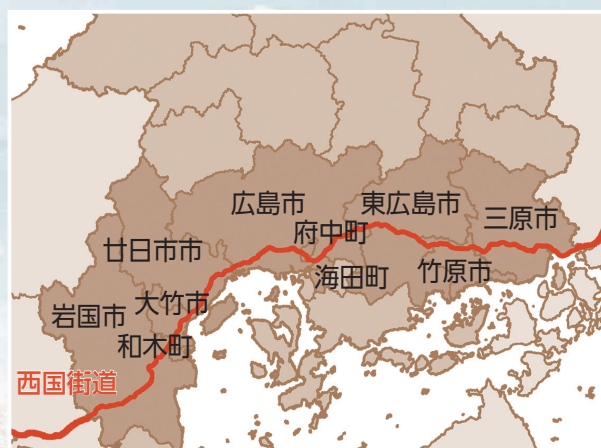 広島市
東広島市
三原市
府中町
廿日市市
海田町
竹原市
大竹市
岩国市
和木町
西国街道